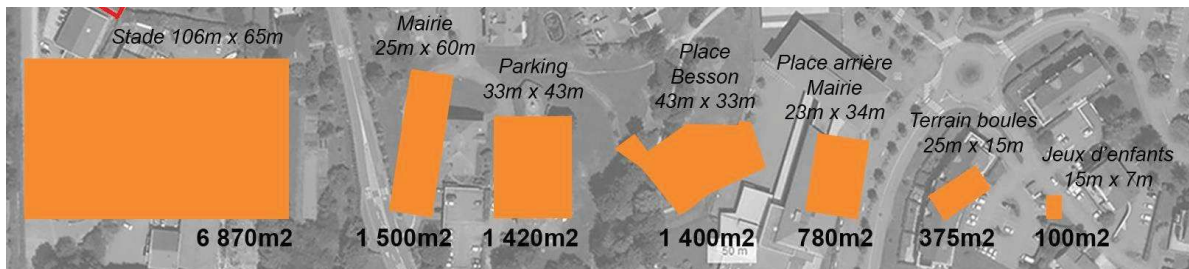 Stade 106m x 65m
6 870m2
Mairie
25m x 60m
1 500m2
Parking
33m x 43m
1 420m2
Place
Besson
43m x 33m
1 400m2
50 m
Place arrière
Mairie
23m x 34m
780m2
Terrain boules
25m x 15m
375m2
Jeux d'enfants
15m x 7m
100m2